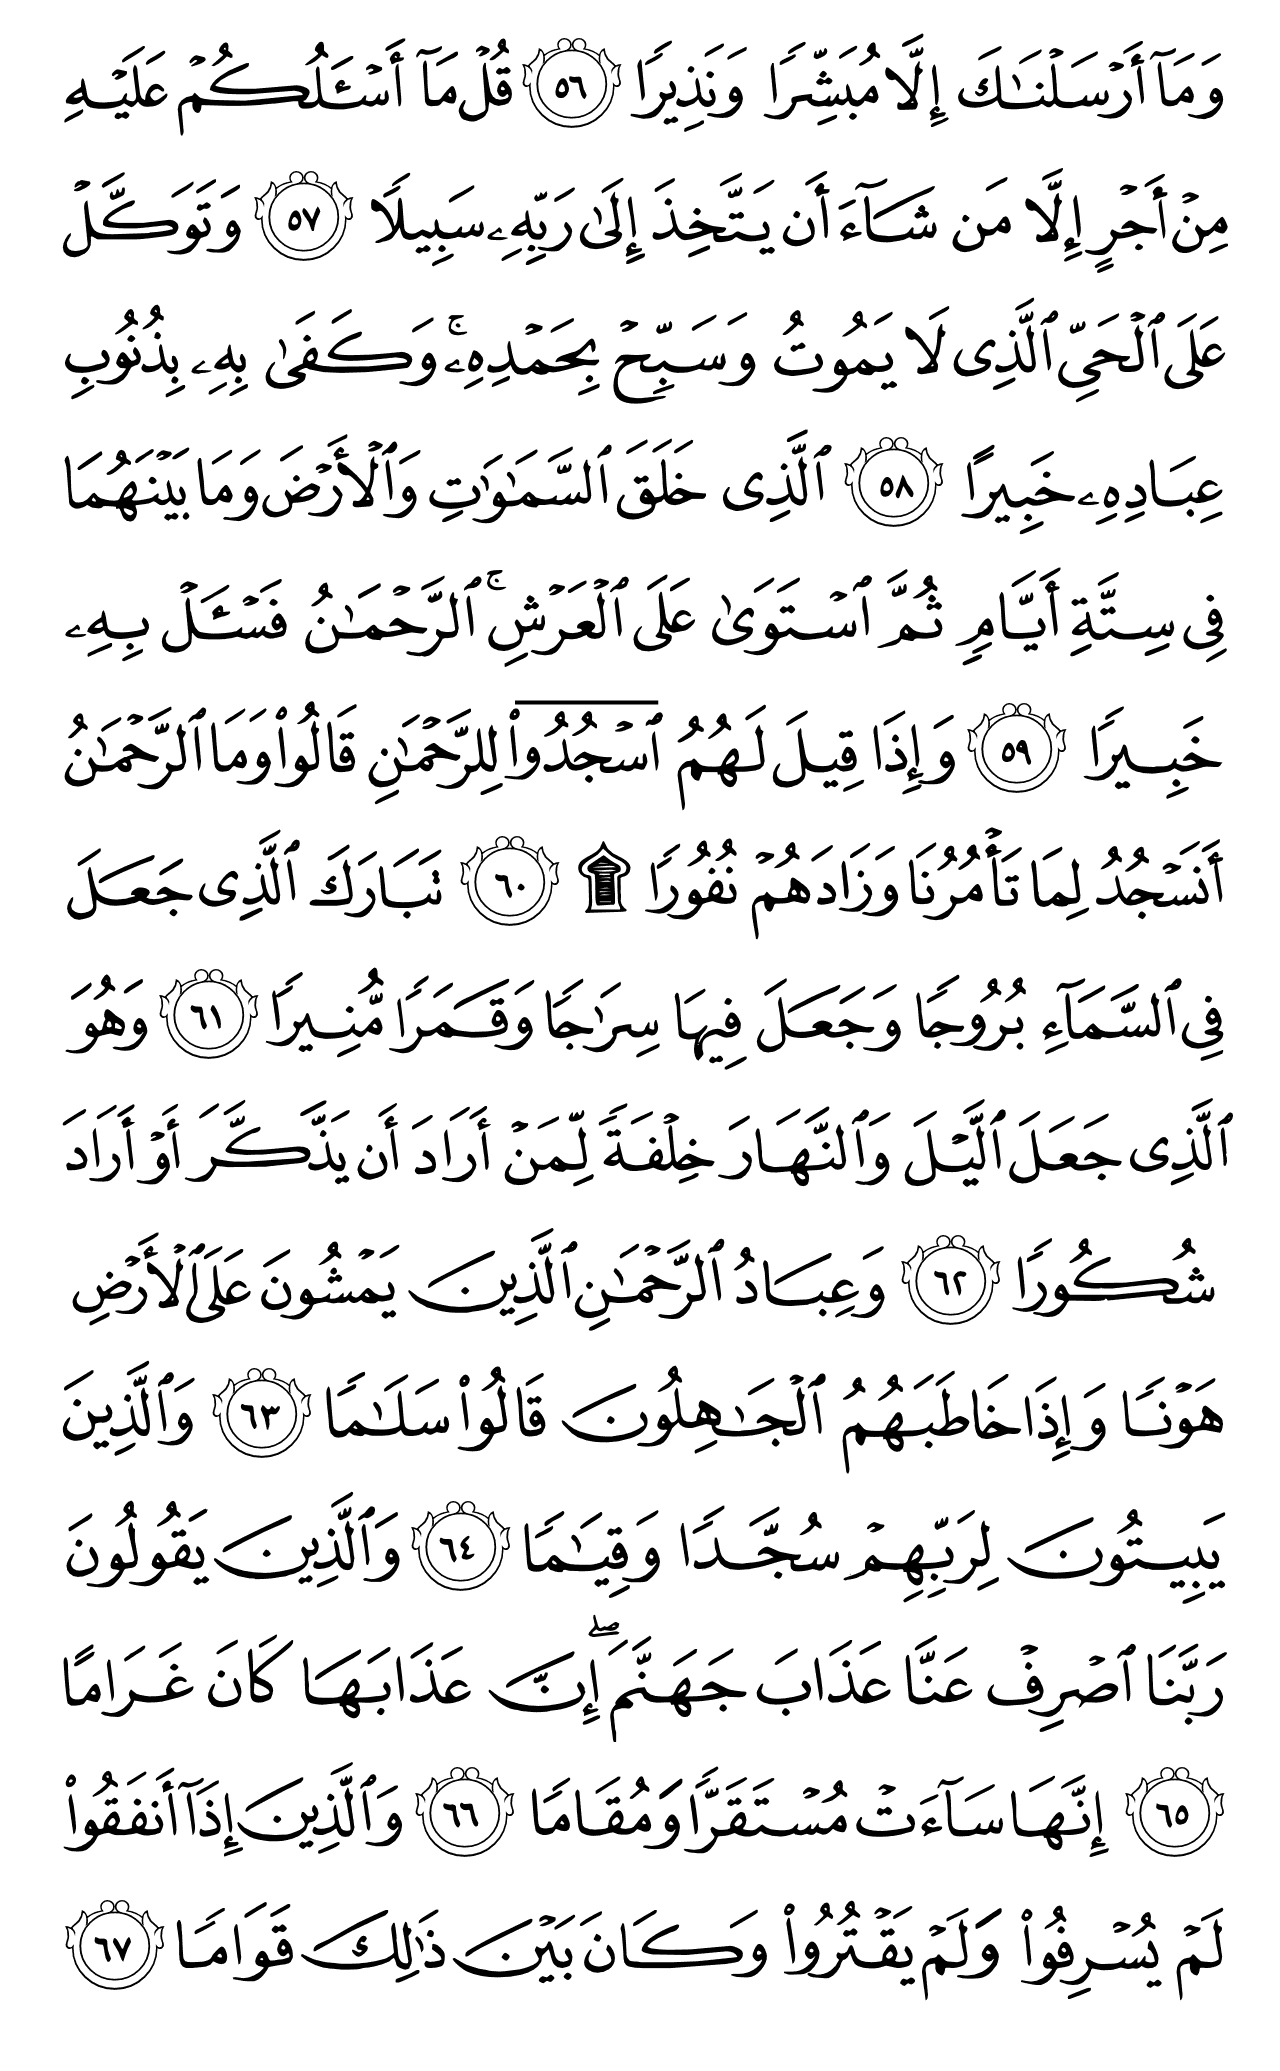 وَمَآ أَرْسَلْنَٰكَ إِلَّا مُبَشِّرًا وَنَذِيرًا ٥٦ قُلْ مَآ أَسْـَٔلُكُمْ عَلَيْهِ
مِنْ أَجْرٍ إِلَّا مَن شَآءَ أَن يَتَّخِذَ إِلَىٰ رَبِّهِۦ سَبِيلًا ٥٧ وَتَوَكَّلْ
عَلَى ٱلْحَىِّ ٱلَّذِى لَا يَمُوتُ وَسَبِّحْ بِحَمْدِهِۦ ۚ وَكَفَىٰ بِهِۦ بِذُنُوبِ
عِبَادِهِۦ خَبِيرًا ٥٨ ٱلَّذِى خَلَقَ ٱلسَّمَٰوَٰتِ وَٱلْأَرْضَ وَمَا بَيْنَهُمَا
فِى سِتَّةِ أَيَّامٍ ثُمَّ ٱسْتَوَىٰ عَلَى ٱلْعَرْشِ ۚ ٱلرَّحْمَٰنُ فَسْـَٔلْ بِهِۦ
خَبِيرًا ٥٩ وَإِذَا قِيلَ لَهُمُ ٱسْجُدُوا۟ لِلرَّحْمَٰنِ قَالُوا۟ وَمَا ٱلرَّحْمَٰنُ
أَنَسْجُدُ لِمَا تَأْمُرُنَا وَزَادَهُمْ نُفُورًا ۩ ٦٠ تَبَارَكَ ٱلَّذِى جَعَلَ
فِى ٱلسَّمَآءِ بُرُوجًا وَجَعَلَ فِيهَا سِرَٰجًا وَقَمَرًا مُّنِيرًا ٦١ وَهُوَ
ٱلَّذِى جَعَلَ ٱلَّيْلَ وَٱلنَّهَارَ خِلْفَةً لِّمَنْ أَرَادَ أَن يَذَّكَّرَ أَوْ أَرَادَ
شُكُورًا ٦٢ وَعِبَادُ ٱلرَّحْمَٰنِ ٱلَّذِينَ يَمْشُونَ عَلَى ٱلْأَرْضِ
هَوْنًا وَإِذَا خَاطَبَهُمُ ٱلْجَٰهِلُونَ قَالُوا۟ سَلَٰمًا ٦٣ وَٱلَّذِينَ
يَبِيتُونَ لِرَبِّهِمْ سُجَّدًا وَقِيَٰمًا ٦٤ وَٱلَّذِينَ يَقُولُونَ
رَبَّنَا ٱصْرِفْ عَنَّا عَذَابَ جَهَنَّمَ ۖ إِنَّ عَذَابَهَا كَانَ غَرَامًا
٦٥ إِنَّهَا سَآءَتْ مُسْتَقَرًّا وَمُقَامًا ٦٦ وَٱلَّذِينَ إِذَآ أَنفَقُوا۟
لَمْ يُسْرِفُوا۟ وَلَمْ يَقْتُرُوا۟ وَكَانَ بَيْنَ ذَٰلِكَ قَوَامًا ٦٧